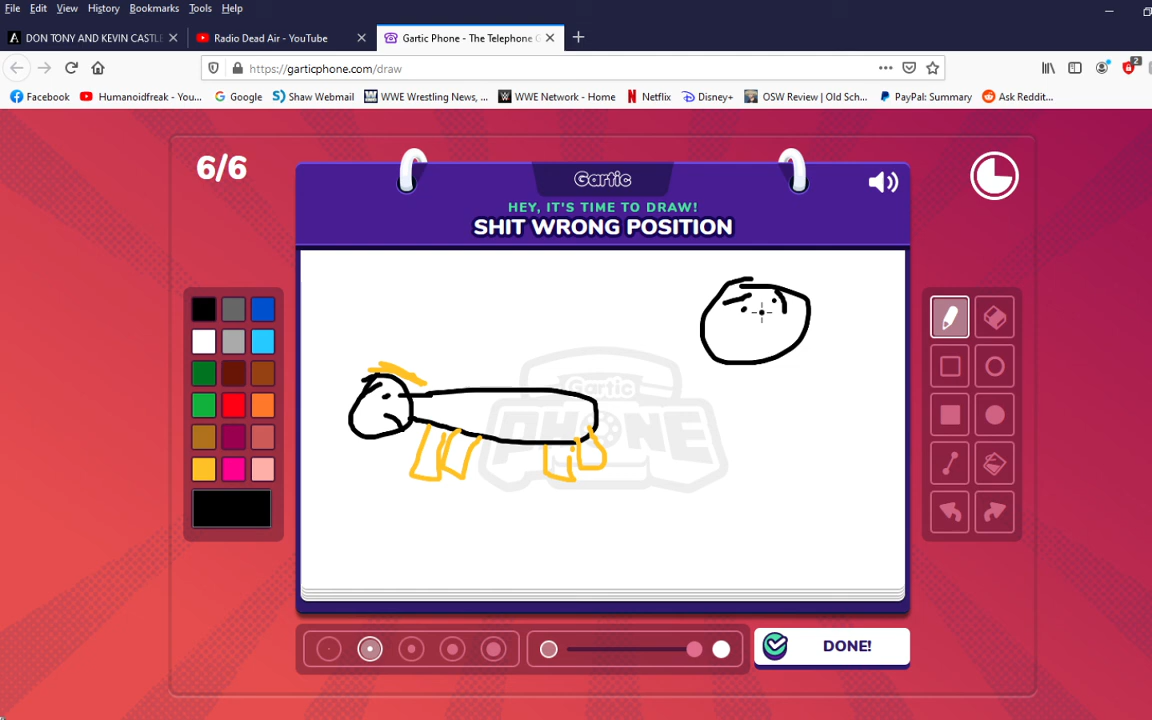 File Edit View History Bookmarks Tools Help
DON TONY AND KEVIN CASTLE
Radio Dead Air - YouTube
Gartic Phone - The Telephone G
https://garticphone.com/draw
2
Facebook
Humanoidfreak - You...
Google
Shaw Webmail
WWE Wrestling News, ...
WWE Network - Home
Netflix
Disney+
OSW Review | Old Sch...
PayPal: Summary
Ask Reddit...
6/6
Gartic
HEY, IT'S TIME TO DRAW!
SHIT WRONG POSITION
Gartic
PHONE
DONE!